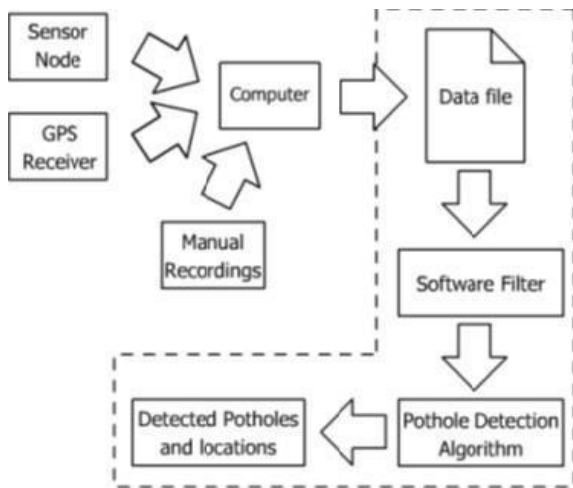 Sensor
Node
GPS
Receiver
Computer
Manual
Recordings
Data file
Software Filter
Pothole Detection
Algorithm
Detected Potholes
and locations